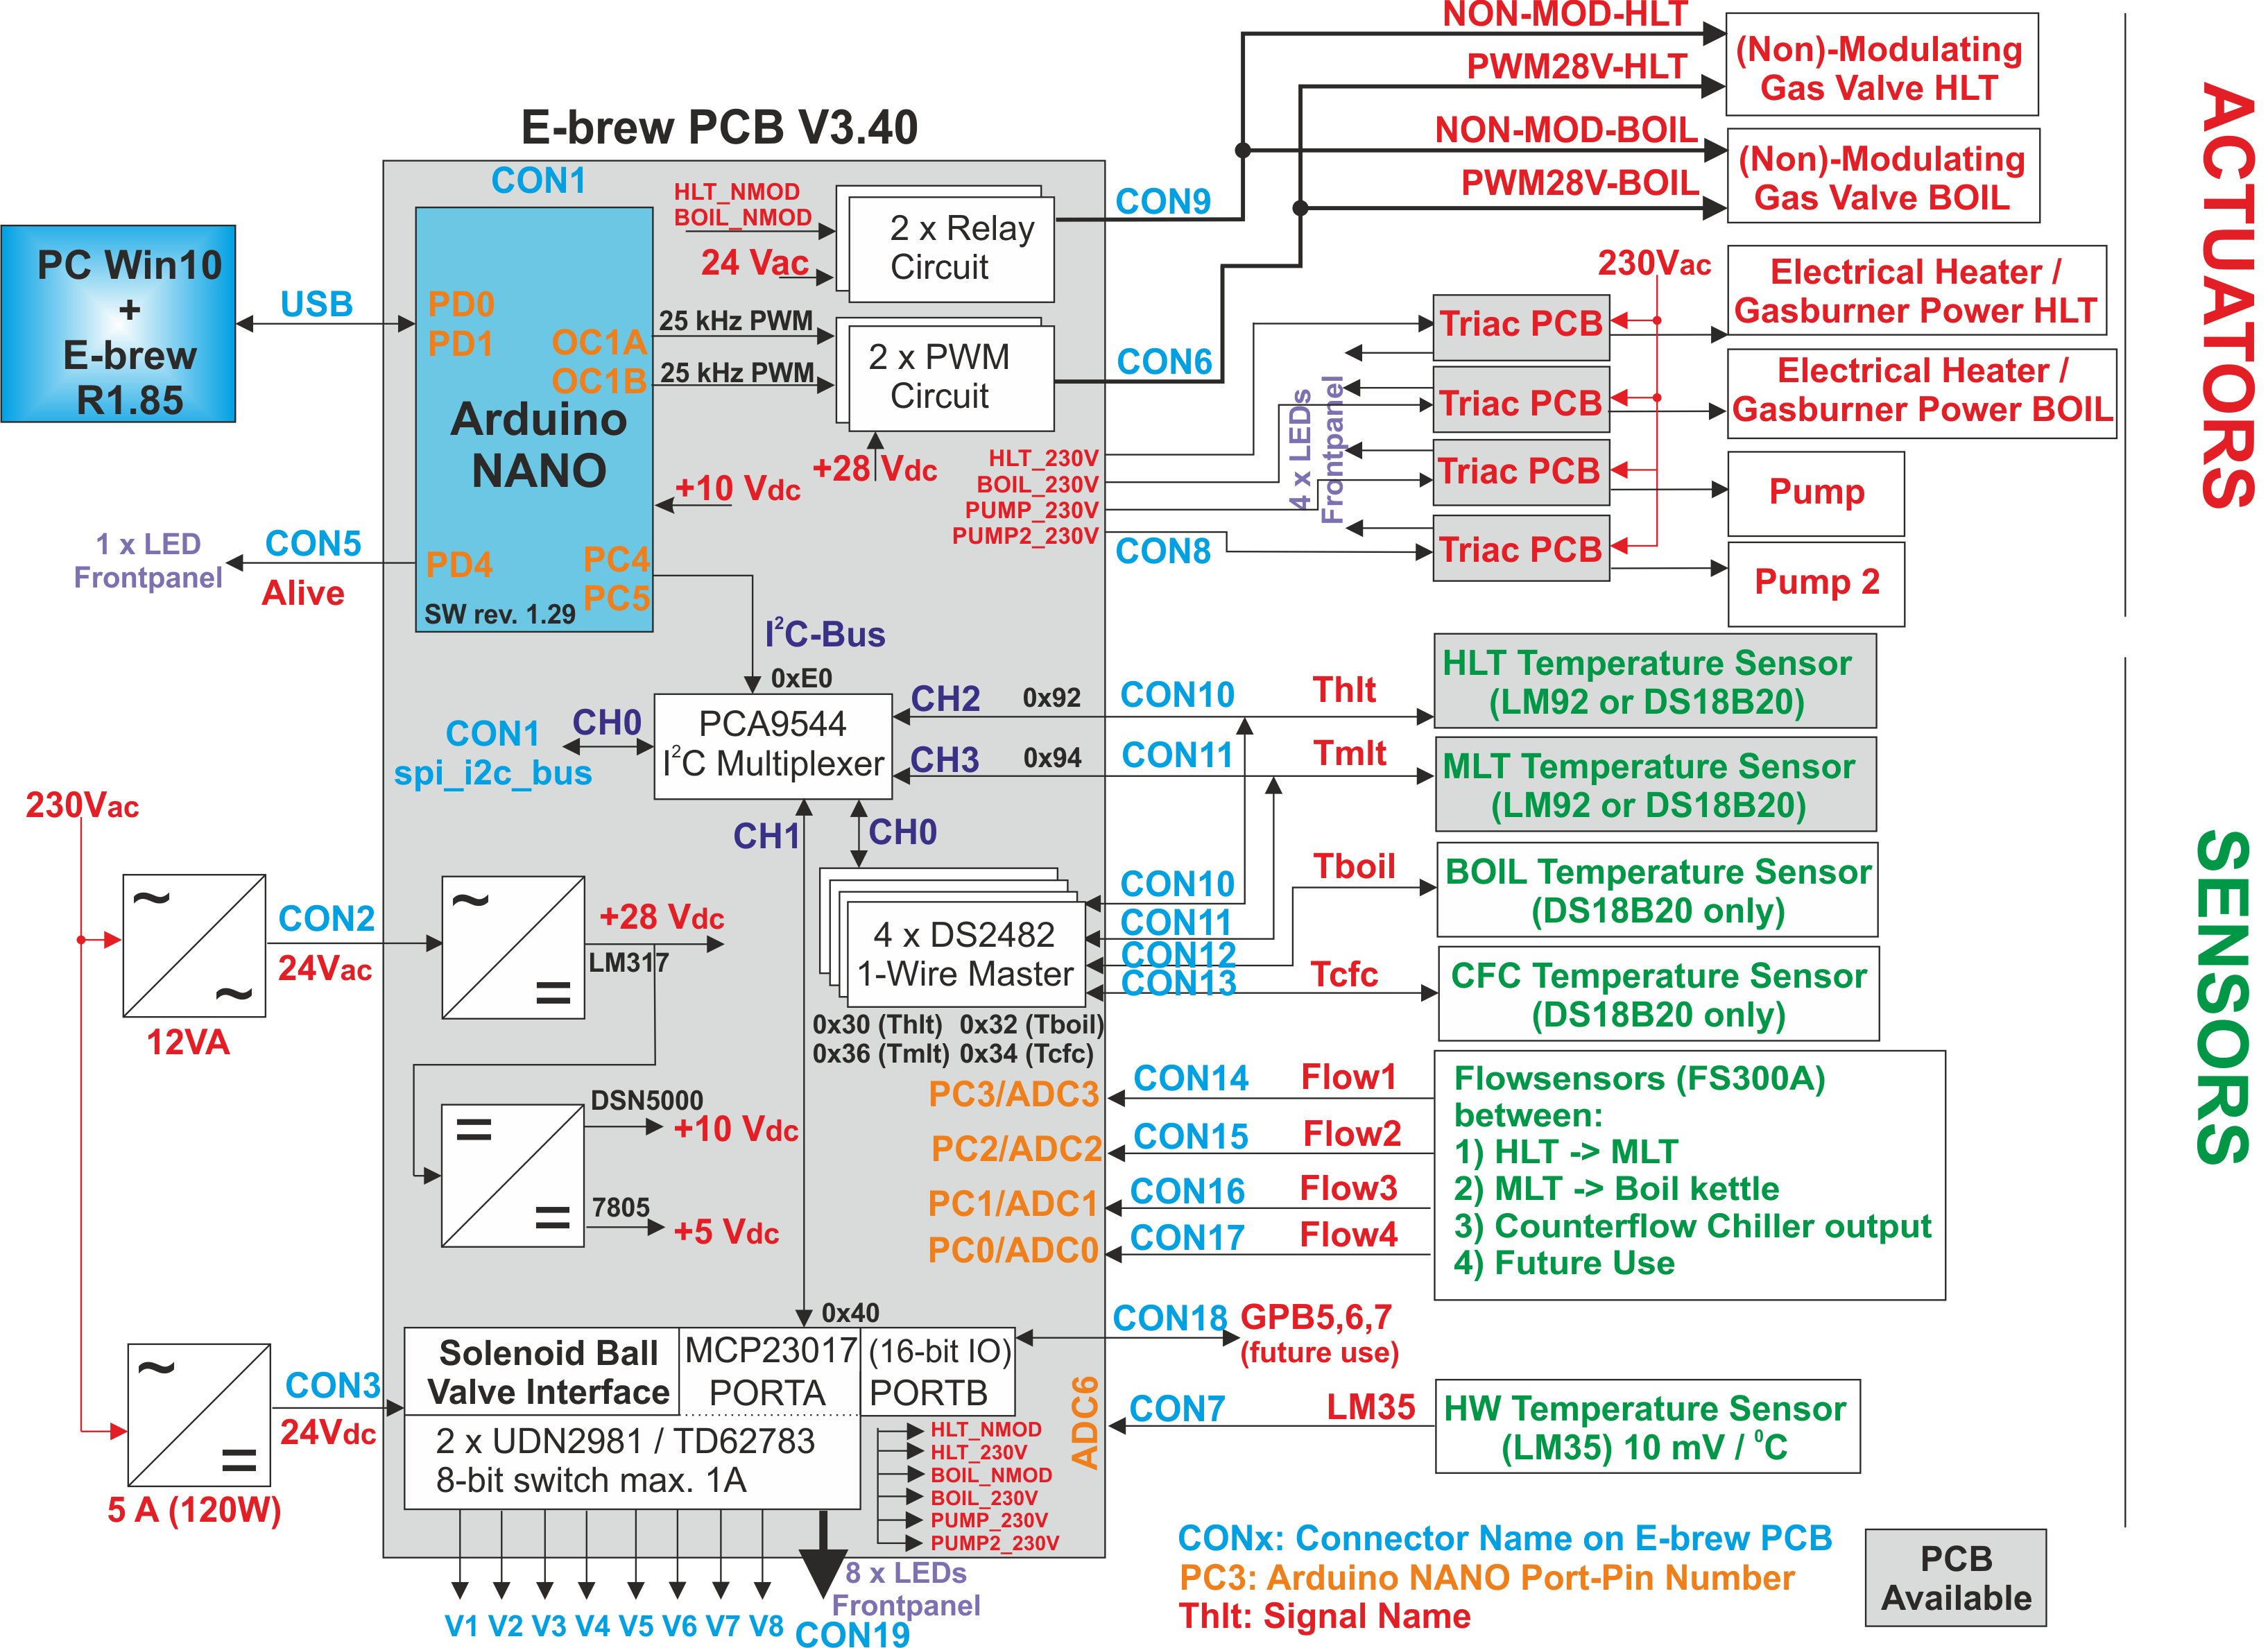 E-brew PCB V3.40
CON1
PC Win10
+
E-brew
R1.85
USB
PD0
PD1
OC1A
OC1B
Arduino
NANO
PD4
PC4
PC5
SW rev. 1.29
1 x LED
Frontpanel
CON5
Alive
HLT_NMOD
BOIL_NMOD
24 Vac
2 x Relay
Circuit
25 kHz PWM
25 kHz PWM
2 x PWM
Circuit
+28 Vdc
+10 Vdc
HLT_230V
BOIL_230V
PUMP_230V
PUMP2_230V
CON9
CON6
CON8
NON-MOD-HLT
PWM28V-HLT
NON-MOD-BOIL
PWM28V-BOIL
(Non)-Modulating
Gas Valve HLT
(Non)-Modulating
Gas Valve BOIL
230Vac
4 x LEDs
Frontpanel
Triac PCB
Triac PCB
Triac PCB
Triac PCB
Electrical Heater /
Gasburner Power HLT
Electrical Heater /
Gasburner Power BOIL
Pump
Pump 2
ACTUATORS
I²C-Bus
0xE0
PCA9544
I²C Multiplexer
CON1
spi_i2c_bus
CH0
CH2
0x92
CON10
Thlt
CH3
0x94
CON11
Tmlt
CH1
CH0
HLT Temperature Sensor
(LM92 or DS18B20)
MLT Temperature Sensor
(LM92 or DS18B20)
BOIL Temperature Sensor
(DS18B20 only)
CFC Temperature Sensor
(DS18B20 only)
4 x DS2482
1-Wire Master
CON10
CON11
CON12
CON13
Tboil
Tcfc
0x30 (Thlt) 0x32 (Tboil)
0x36 (Tmlt) 0x34 (Tcfc)
230Vac
12VA
CON2
24Vac
+28 Vdc
LM317
DSN5000
+10 Vdc
7805
+5 Vdc
PC3/ADC3
CON14
Flow1
PC2/ADC2
CON15
Flow2
PC1/ADC1
CON16
Flow3
PC0/ADC0
CON17
Flow4
Flowsensors (FS300A)
between:
1) HLT -> MLT
2) MLT -> Boil kettle
3) Counterflow Chiller output
4) Future Use
SENSORS
CON18
GPB5,6,7
(future use)
ADC6
CON7
LM35
HW Temperature Sensor
(LM35) 10 mV / ⁰C
5 A (120W)
CON3
24Vdc
0x40
Solenoid Ball
Valve Interface
MCP23017
PORTA
(16-bit IO)
PORTB
2 x UDN2981 / TD62783
8-bit switch max. 1A
HLT_NMOD
HLT_230V
BOIL_NMOD
BOIL_230V
PUMP_230V
PUMP2_230V
V1 V2 V3 V4 V5 V6 V7 V8
8 x LEDs
Frontpanel
CON19
CONx: Connector Name on E-brew PCB
PC3: Arduino NANO Port-Pin Number
Thlt: Signal Name
PCB
Available